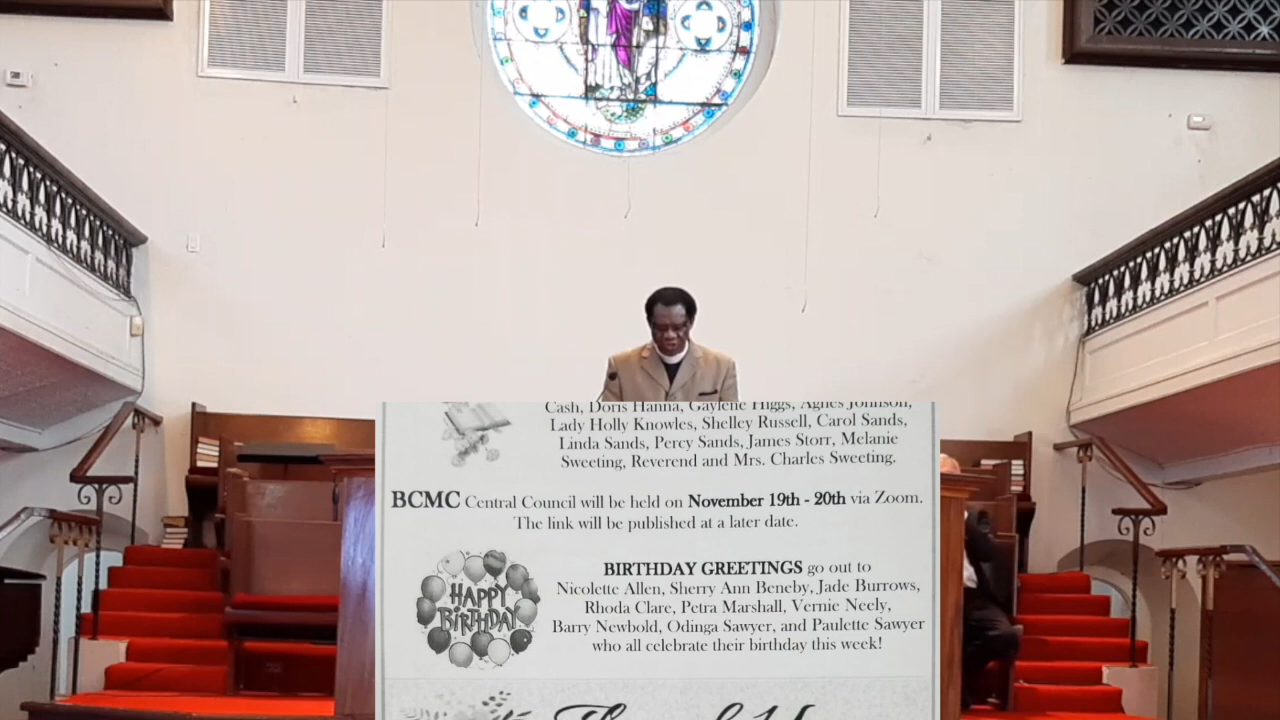 Cash, Doris Hanna, Gaylene Higgs, Agnes Johnson,
Lady Holly Knowles, Shelley Russell, Carol Sands,
Linda Sands, Percy Sands, James Storr, Melanie
Sweeting, Reverend and Mrs. Charles Sweeting.
BCMC Central Council will be held on November 19th - 20th via Zoom.
The link will be published at a later date.
HAPPY
BIRTHDAY
BIRTHDAY GREETINGS go out to
Nicolette Allen, Sherry Ann Beneby, Jade Burrows,
Rhoda Clare, Petra Marshall, Vernie Neely,
Barry Newbold, Odinga Sawyer, and Paulette Sawyer
who all celebrate their birthday this week!